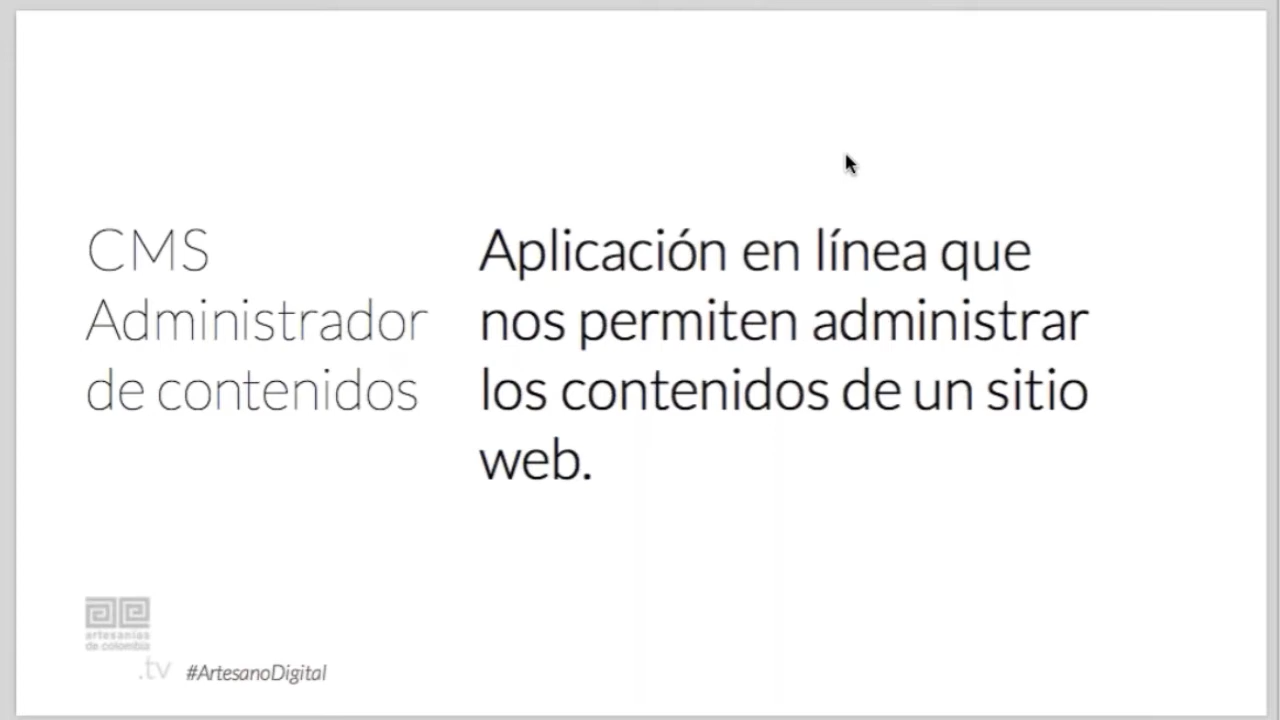 CMS
Administrador
de contenidos
Aplicación en línea que
nos permiten administrar
los contenidos de un sitio
web.
artesanías
de colombia
.tv
#ArtesanoDigital